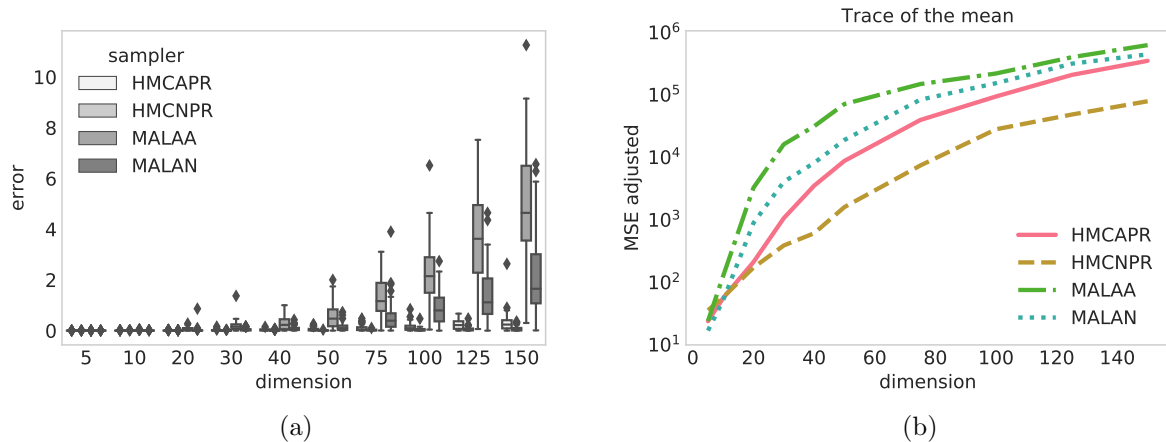 sampler
HMCAPR
HMCNPR
MALAA
MALAN
error
10
8
6
4
2
0
5 10 20 30 40 50 75 100 125 150
dimension
(a)
Trace of the mean
MSE adjusted
10^6
10^5
10^4
10^3
10^2
10^1
HMCAPR
HMCNPR
MALAA
MALAN
0 20 40 60 80 100 120 140
dimension
(b)